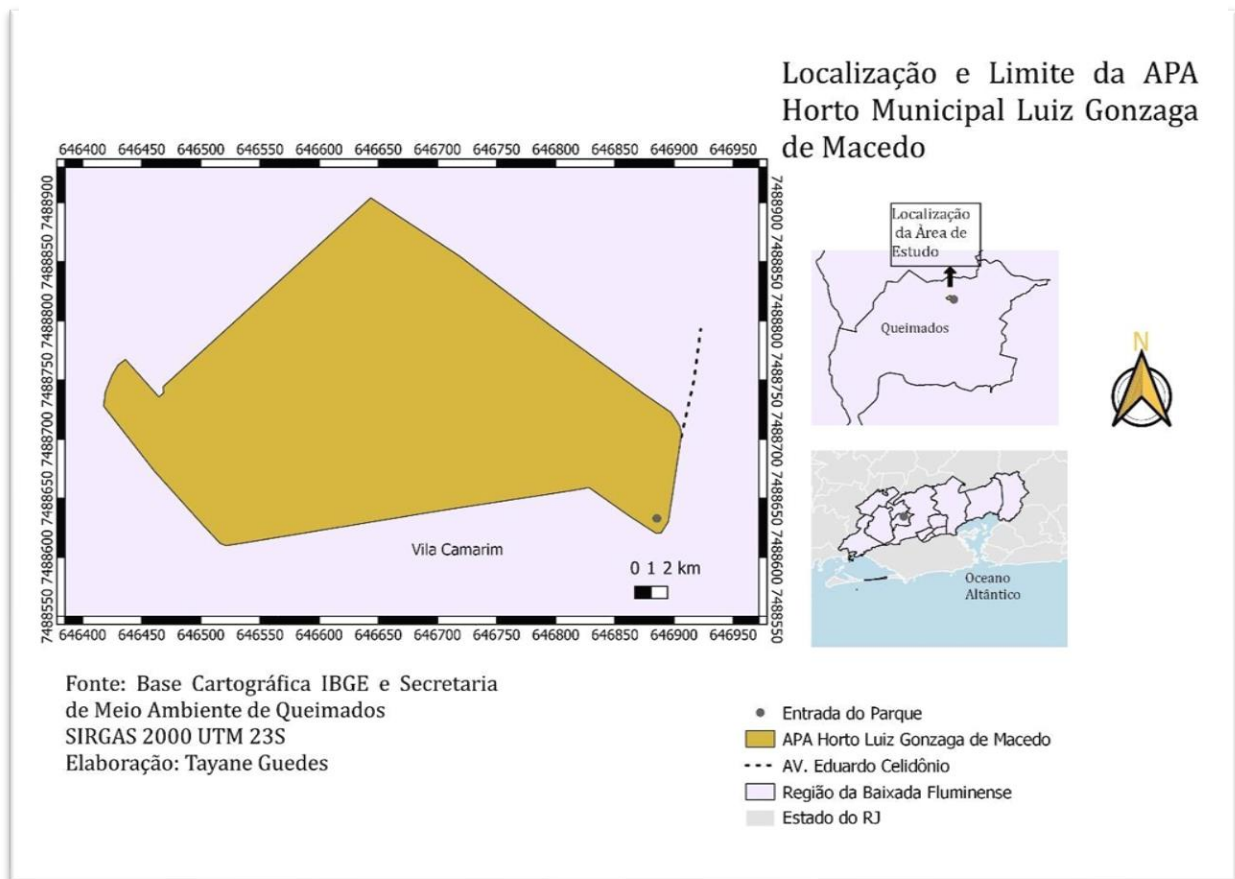 Localização e Limite da APA
Horto Municipal Luiz Gonzaga
de Macedo
646400 646450 646500 646550 646600 646650 646700 646750 646800 646850 646900 646950
7488900
7488850
7488800
7488750
7488700
7488650
7488600
7488550
7488900
7488850
7488800
7488750
7488700
7488650
7488600
7488550
Vila Camarim
0 1 2 km
646400 646450 646500 646550 646600 646650 646700 646750 646800 646850 646900 646950
Localização
da Àrea de
Estudo
Queimados
N
Oceano
Altântico
Fonte: Base Cartográfica IBGE e Secretaria
de Meio Ambiente de Queimados
SIRGAS 2000 UTM 23S
Elaboração: Tayane Guedes
Entrada do Parque
APA Horto Luiz Gonzaga de Macedo
AV. Eduardo Celidônio
Região da Baixada Fluminense
Estado do RJ